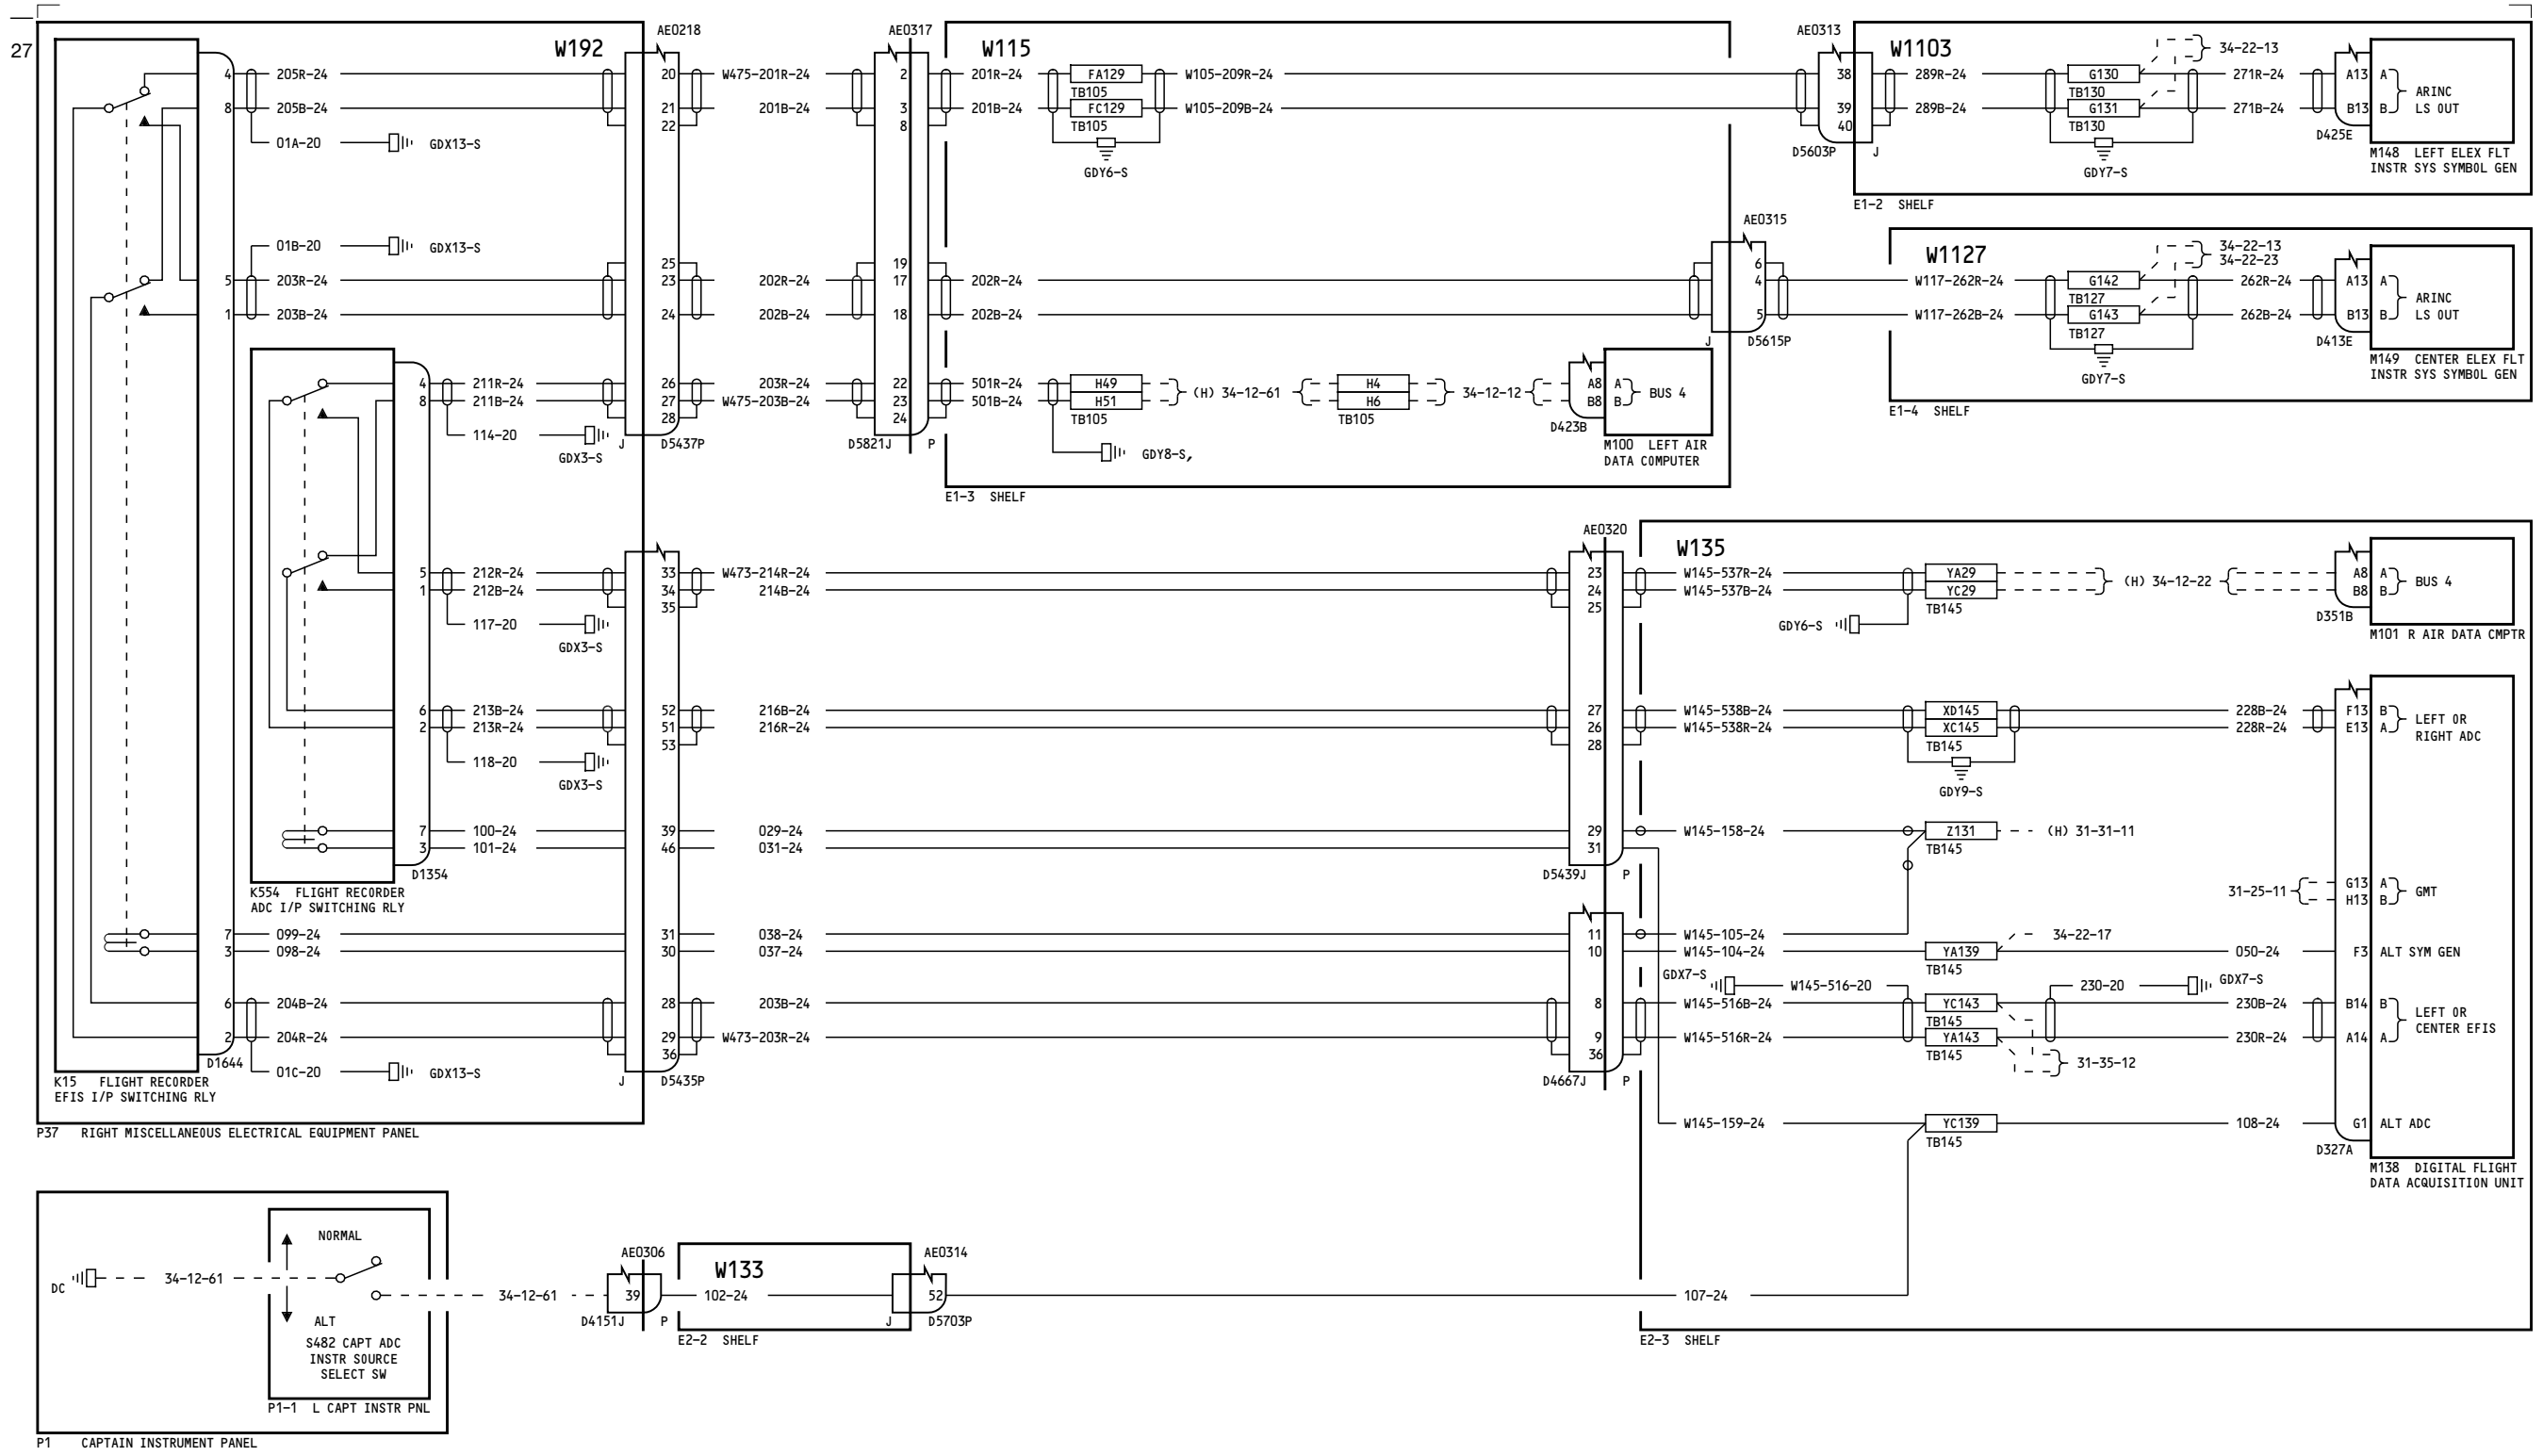 27
W192
AE0218
AE0317
W115
AE0313
W1103
34-22-13
4 205R-24 20 W475-201R-24 2 201R-24 FA129 W105-209R-24 38 289R-24 G130 271R-24 A13 A
TB105
TB130
ARINC
LS OUT
8 205B-24 21 201B-24 3 201B-24 FC129 W105-209B-24 39 289B-24 G131 271B-24 B13 B
22 8 TB105 40 TB130
D425E
01A-20 GDX13-S
D5603P J
GDY6-S
GDY7-S
M148 LEFT ELEX FLT
INSTR SYS SYMBOL GEN
E1-2 SHELF
AE0315
W1127
34-22-13
34-22-23
01B-20 GDX13-S
25 19 6
5 203R-24 23 202R-24 17 202R-24 4 W117-262R-24 G142 262R-24 A13 A
TB127
ARINC
LS OUT
1 203B-24 24 202B-24 18 202B-24 5 W117-262B-24 G143 262B-24 B13 B
TB127
J D5615P
D413E
GDY7-S
M149 CENTER ELEX FLT
INSTR SYS SYMBOL GEN
E1-4 SHELF
4 211R-24 26 203R-24 22 501R-24 H49 (H) 34-12-61 H4 34-12-12 A8 A
BUS 4
8 211B-24 27 W475-203B-24 23 501B-24 H51 H6 B8 B
28 24 TB105 TB105
D423B
114-20 GDX3-S
J D5437P
D5821J P
GDY8-S,
M100 LEFT AIR
DATA COMPUTER
E1-3 SHELF
AE0320
W135
5 212R-24 33 W473-214R-24 23 W145-537R-24 YA29 (H) 34-12-22 A8 A
BUS 4
1 212B-24 34 214B-24 24 W145-537B-24 YC29 B8 B
35 25 TB145
D351B
117-20 GDX3-S
GDY6-S
M101 R AIR DATA CMPTR
6 213B-24 52 216B-24 27 W145-538B-24 XD145 228B-24 F13 B
LEFT OR
RIGHT ADC
2 213R-24 51 216R-24 26 W145-538R-24 XC145 228R-24 E13 A
53 28 TB145
118-20 GDX3-S
GDY9-S
7 100-24 39 029-24 29 W145-158-24 Z131 (H) 31-31-11
3 101-24 46 031-24 31 TB145
D1354
D5439J P
K554 FLIGHT RECORDER
ADC I/P SWITCHING RLY
31-25-11 G13 A
GMT
H13 B
7 099-24 31 038-24 11 W145-105-24 34-22-17
3 098-24 30 037-24 10 W145-104-24 YA139 050-24 F3 ALT SYM GEN
TB145
GDX7-S W145-516-20 230-20 GDX7-S
6 204B-24 28 203B-24 8 W145-516B-24 YC143 230B-24 B14 B
TB145
LEFT OR
CENTER EFIS
2 204R-24 29 W473-203R-24 9 W145-516R-24 YA143 230R-24 A14 A
36 36 TB145
31-35-12
D1644
01C-20 GDX13-S
J D5435P
D4667J P
K15 FLIGHT RECORDER
EFIS I/P SWITCHING RLY
W145-159-24 YC139 108-24 G1 ALT ADC
TB145
D327A
P37 RIGHT MISCELLANEOUS ELECTRICAL EQUIPMENT PANEL
M138 DIGITAL FLIGHT
DATA ACQUISITION UNIT
NORMAL
DC 34-12-61
AE0306
W133
AE0314
34-12-61 39 102-24 52 107-24
ALT
D4151J P
J D5703P
E2-2 SHELF
E2-3 SHELF
S482 CAPT ADC
INSTR SOURCE
SELECT SW
P1-1 L CAPT INSTR PNL
P1 CAPTAIN INSTRUMENT PANEL